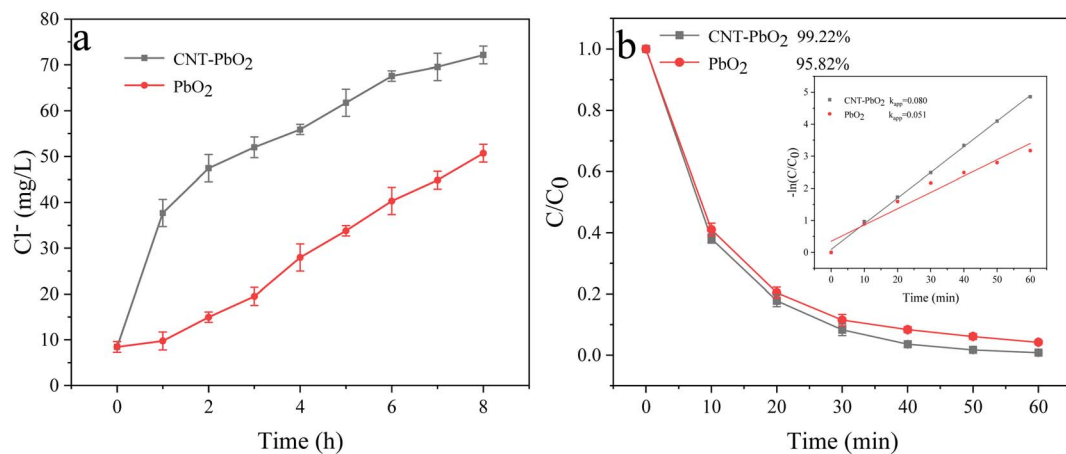 a
CNT-PbO₂
PbO₂
Cl⁻ (mg/L)
80
70
60
50
40
30
20
10
0
0 2 4 6 8
Time (h)
b
CNT-PbO₂ 99.22%
PbO₂ 95.82%
C/C₀
1.0
0.8
0.6
0.4
0.2
0.0
0 10 20 30 40 50 60
Time (min)
CNT-PbO₂ kapp=0.080
PbO₂ kapp=0.051
-ln(C/C₀)
5
4
3
2
1
0
0 10 20 30 40 50 60
Time (min)